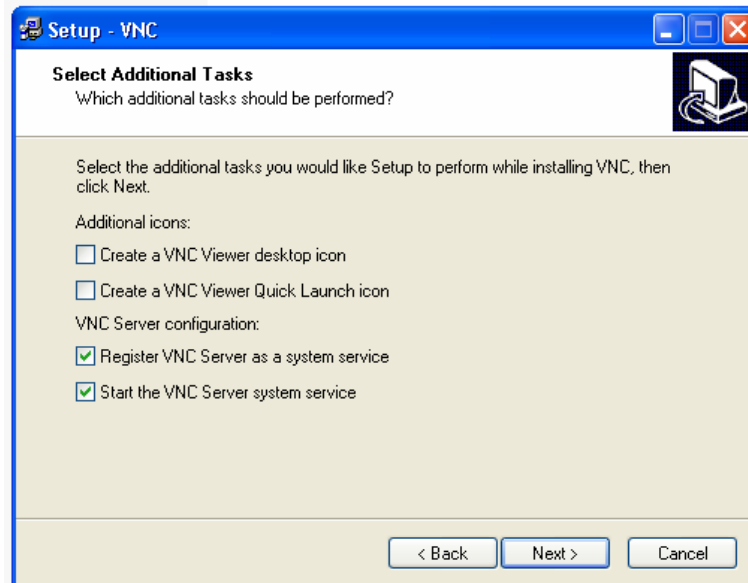 Setup - VNC
Select Additional Tasks
Which additional tasks should be performed?
Select the additional tasks you would like Setup to perform while installing VNC, then
click Next.
Additional icons:
Create a VNC Viewer desktop icon
Create a VNC Viewer Quick Launch icon
VNC Server configuration:
Register VNC Server as a system service
Start the VNC Server system service
< Back Next > Cancel